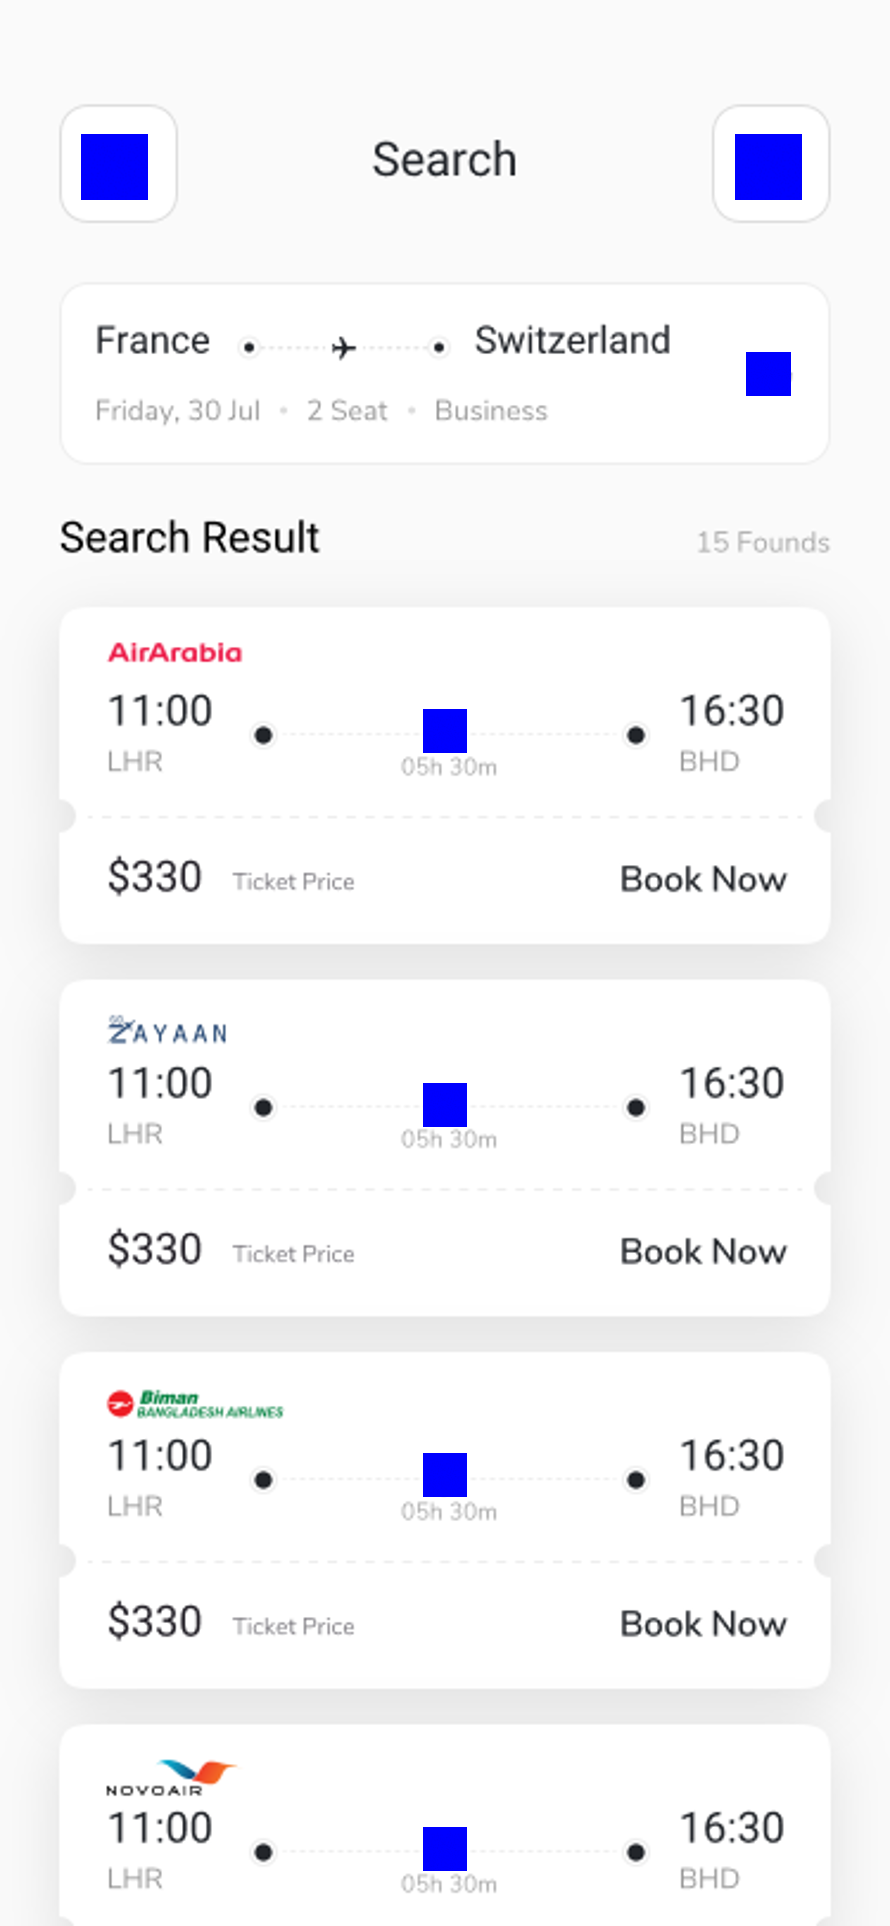 Search
France Switzerland
Friday, 30 Jul • 2 Seat • Business
Search Result 15 Founds
AirArabia
11:00 16:30
LHR 05h 30m BHD
$330 Ticket Price Book Now
ZAYAAN
11:00 16:30
LHR 05h 30m BHD
$330 Ticket Price Book Now
Biman
BANGLADESH AIRLINES
11:00 16:30
LHR 05h 30m BHD
$330 Ticket Price Book Now
NOVOAIR
11:00 16:30
LHR 05h 30m BHD